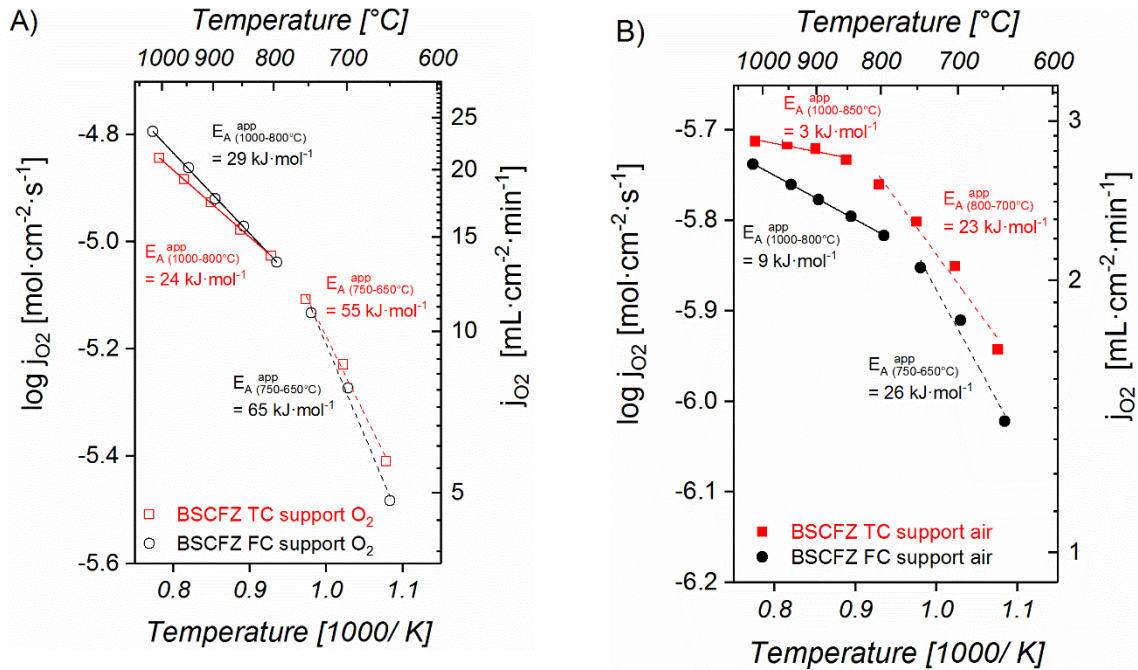 A)
Temperature [°C]
1000 900 800 700 600
-4.8
-5.0
-5.2
-5.4
-5.6
log jO2 [mol·cm-2·s-1]
25
20
15
10
5
jO2 [mL·cm-2·min-1]
EA app (1000-800°C)
= 29 kJ·mol-1
EA app (1000-800°C)
= 24 kJ·mol-1
EA app (750-650°C)
= 55 kJ·mol-1
EA app (750-650°C)
= 65 kJ·mol-1
BSCFZ TC support O2
BSCFZ FC support O2
0.8 0.9 1.0 1.1
Temperature [1000/ K]
B)
Temperature [°C]
1000 900 800 700 600
-5.7
-5.8
-5.9
-6.0
-6.1
-6.2
log jO2 [mol·cm-2·s-1]
3
2
1
jO2 [mL·cm-2·min-1]
EA app (1000-850°C)
= 3 kJ·mol-1
EA app (800-700°C)
= 23 kJ·mol-1
EA app (1000-800°C)
= 9 kJ·mol-1
EA app (750-650°C)
= 26 kJ·mol-1
BSCFZ TC support air
BSCFZ FC support air
0.8 0.9 1.0 1.1
Temperature [1000/ K]